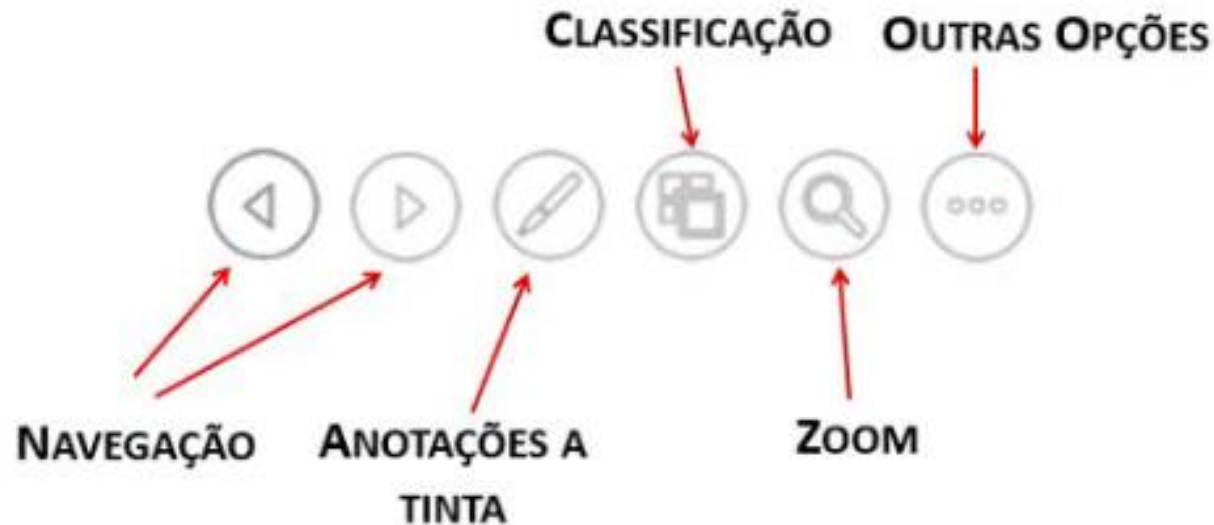 CLASSIFICAÇÃO
OUTRAS OPÇÕES
NAVEGAÇÃO
ANOTAÇÕES A
TINTA
ZOOM